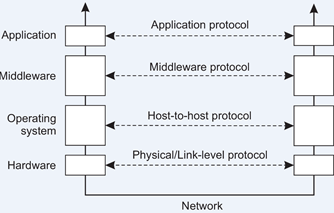 Application
Application protocol
Middleware
Middleware protocol
Operating
system
Host-to-host protocol
Hardware
Physical/Link-level protocol
Network